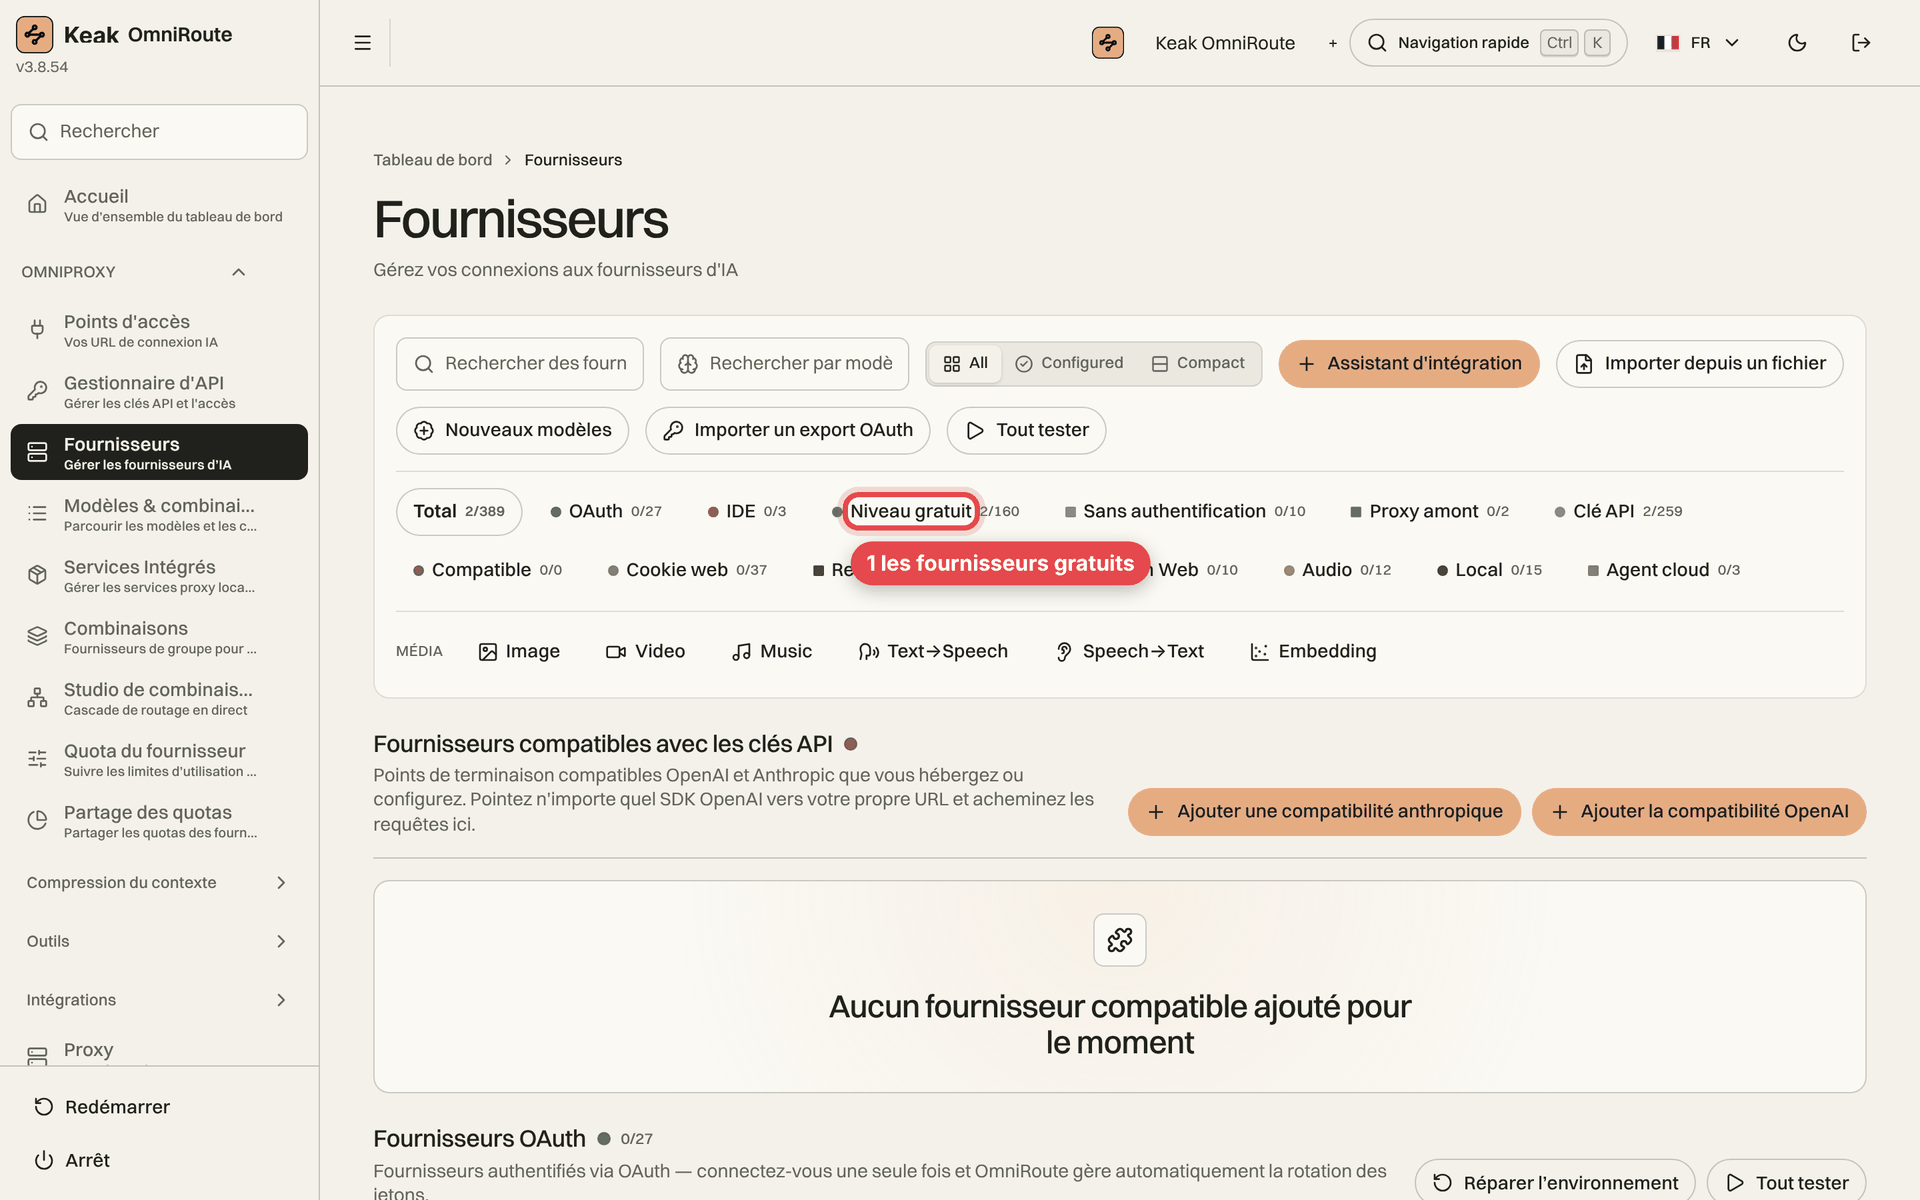 Keak OmniRoute
v3.8.54
Rechercher
Accueil
Vue d'ensemble du tableau de bord
OMNIPROXY
Points d'accès
Vos URL de connexion IA
Gestionnaire d'API
Gérer les clés API et l'accès
Fournisseurs
Gérer les fournisseurs d'IA
Modèles & combinai...
Parcourir les modèles et les c...
Services Intégrés
Gérer les services proxy loca...
Combinaisons
Fournisseurs de groupe pour ...
Studio de combinais...
Cascade de routage en direct
Quota du fournisseur
Suivre les limites d'utilisation ...
Partage des quotas
Partager les quotas des fourn...
Compression du contexte
Outils
Intégrations
Proxy
Redémarrer
Arrêt
Keak OmniRoute + Navigation rapide Ctrl K FR
Tableau de bord > Fournisseurs
Fournisseurs
Gérez vos connexions aux fournisseurs d'IA
Rechercher des fourn Rechercher par modè All Configured Compact + Assistant d'intégration Importer depuis un fichier
Nouveaux modèles Importer un export OAuth Tout tester
Total 2/389 OAuth 0/27 IDE 0/3 Niveau gratuit 2/160 Sans authentification 0/10 Proxy amont 0/2 Clé API 2/259
1 les fournisseurs gratuits
Compatible 0/0 Cookie web 0/37 Re Web 0/10 Audio 0/12 Local 0/15 Agent cloud 0/3
MÉDIA Image Video Music Text→Speech Speech→Text Embedding
Fournisseurs compatibles avec les clés API
Points de terminaison compatibles OpenAI et Anthropic que vous hébergez ou
configurez. Pointez n'importe quel SDK OpenAI vers votre propre URL et acheminez les
requêtes ici.
+ Ajouter une compatibilité anthropique + Ajouter la compatibilité OpenAI
Aucun fournisseur compatible ajouté pour
le moment
Fournisseurs OAuth 0/27
Fournisseurs authentifiés via OAuth — connectez-vous une seule fois et OmniRoute gère automatiquement la rotation des
jetons.
Réparer l'environnement Tout tester